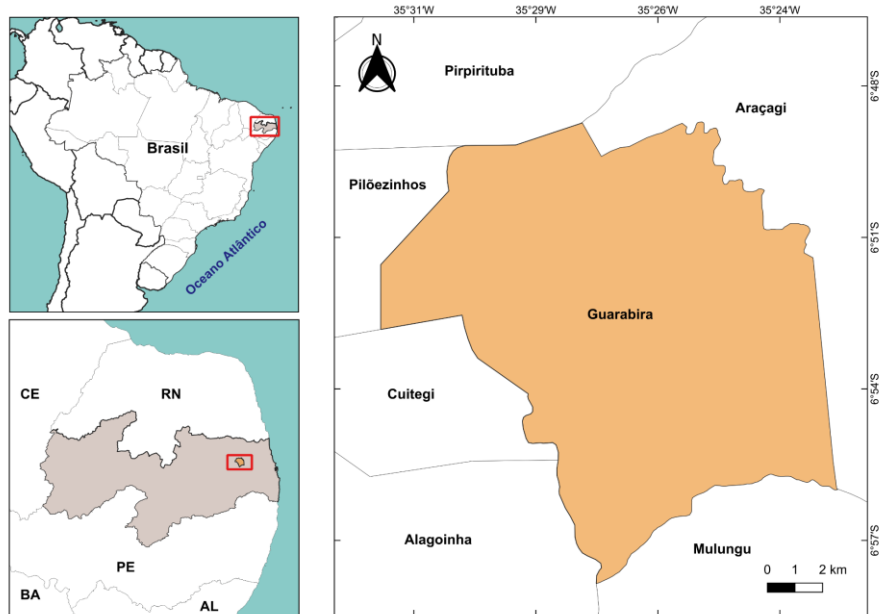 Brasil
Oceano Atlântico
CE
RN
PE
BA
AL
35°31'W 35°29'W 35°26'W 35°24'W
N
Pirpirituba
Araçagi
6°48'S
Pilõezinhos
6°51'S
Guarabira
Cuitegi
6°54'S
Alagoinha
Mulungu
6°57'S
0 1 2 km